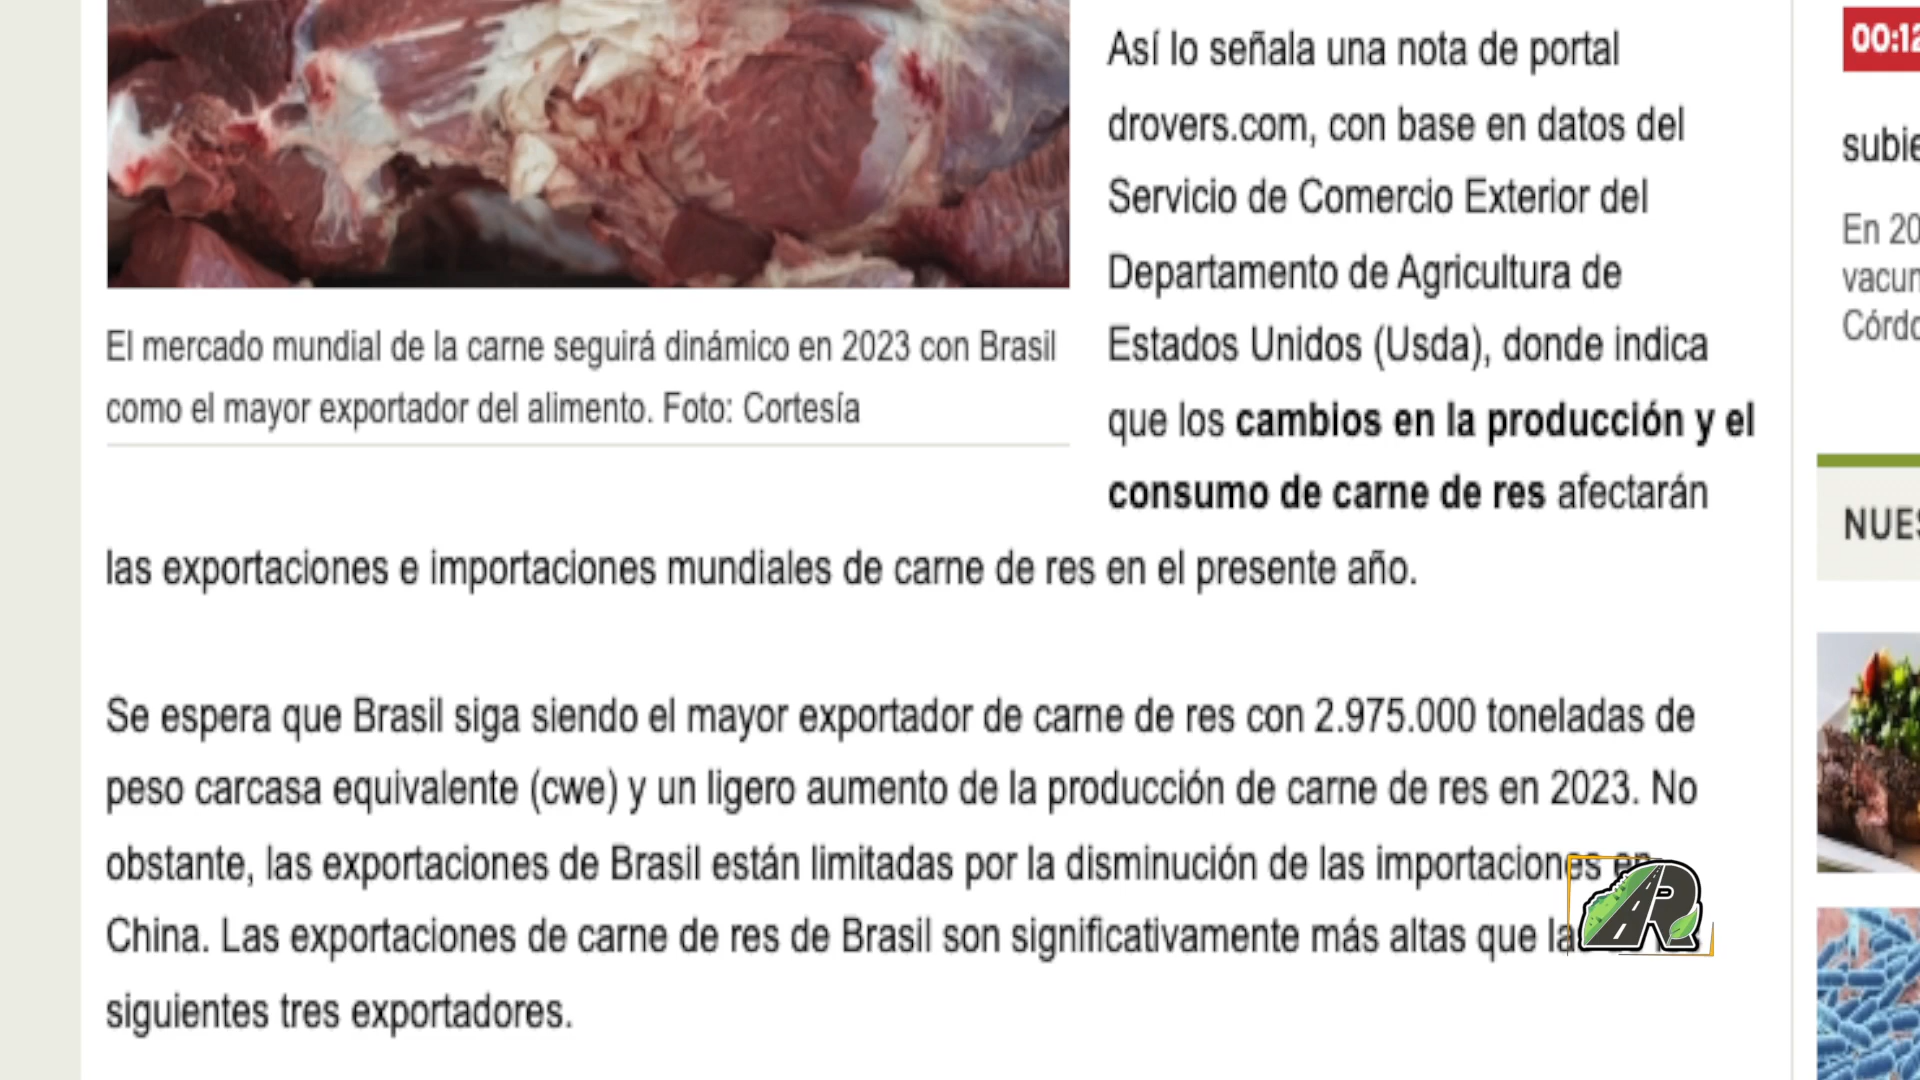 Así lo señala una nota de portal
drovers.com, con base en datos del
Servicio de Comercio Exterior del
Departamento de Agricultura de
Estados Unidos (Usda), donde indica
que los cambios en la producción y el
consumo de carne de res afectarán
las exportaciones e importaciones mundiales de carne de res en el presente año.
El mercado mundial de la carne seguirá dinámico en 2023 con Brasil
como el mayor exportador del alimento. Foto: Cortesía
Se espera que Brasil siga siendo el mayor exportador de carne de res con 2.975.000 toneladas de
peso carcasa equivalente (cwe) y un ligero aumento de la producción de carne de res en 2023. No
obstante, las exportaciones de Brasil están limitadas por la disminución de las importaciones en
China. Las exportaciones de carne de res de Brasil son significativamente más altas que
siguientes tres exportadores.
AR
00:12
subie
En 20
vacun
Córdo
NUES